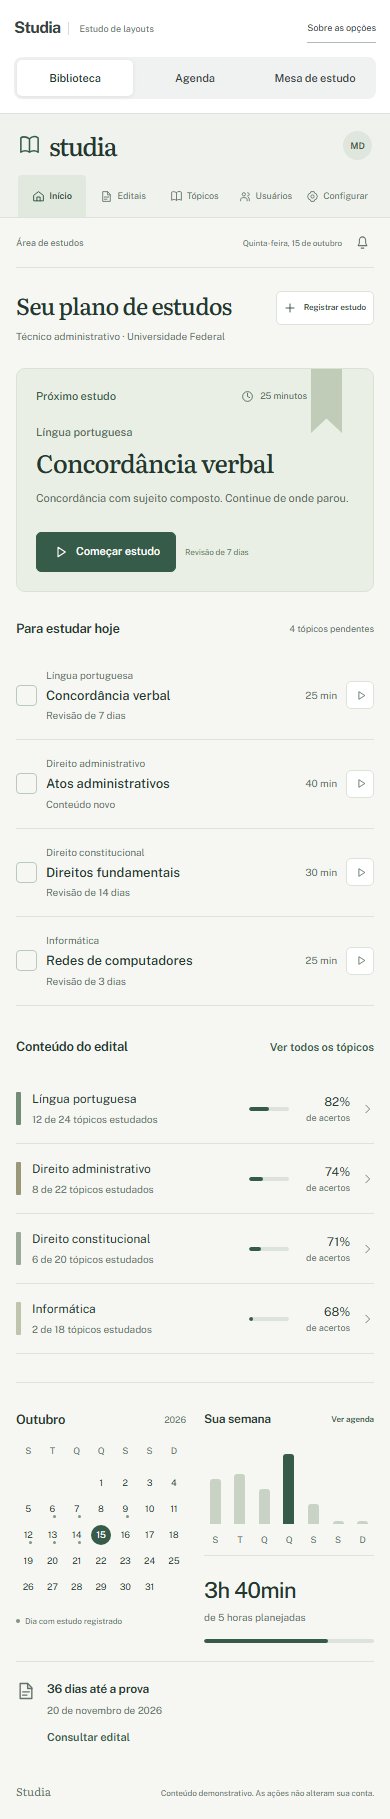 Studia Estudo de layouts Sobre as opções
Biblioteca Agenda Mesa de estudo
studia MD
Início Editais Tópicos Usuários Configurar
Área de estudos Quinta-feira, 15 de outubro
Seu plano de estudos Registrar estudo
Técnico administrativo · Universidade Federal
Próximo estudo 25 minutos
Língua portuguesa
Concordância verbal
Concordância com sujeito composto. Continue de onde parou.
Começar estudo Revisão de 7 dias
Para estudar hoje 4 tópicos pendentes
Língua portuguesa
Concordância verbal 25 min
Revisão de 7 dias
Direito administrativo
Atos administrativos 40 min
Conteúdo novo
Direito constitucional
Direitos fundamentais 30 min
Revisão de 14 dias
Informática
Redes de computadores 25 min
Revisão de 3 dias
Conteúdo do edital Ver todos os tópicos
Língua portuguesa 82%
12 de 24 tópicos estudados de acertos
Direito administrativo 74%
8 de 22 tópicos estudados de acertos
Direito constitucional 71%
6 de 20 tópicos estudados de acertos
Informática 68%
2 de 18 tópicos estudados de acertos
Outubro 2026
S T Q Q S S D
1 2 3 4
5 6 7 8 9 10 11
12 13 14 15 16 17 18
19 20 21 22 23 24 25
26 27 28 29 30 31
Dia com estudo registrado
Sua semana Ver agenda
S T Q Q S S D
3h 40min
de 5 horas planejadas
36 dias até a prova
20 de novembro de 2026
Consultar edital
Studia Conteúdo demonstrativo. As ações não alteram sua conta.